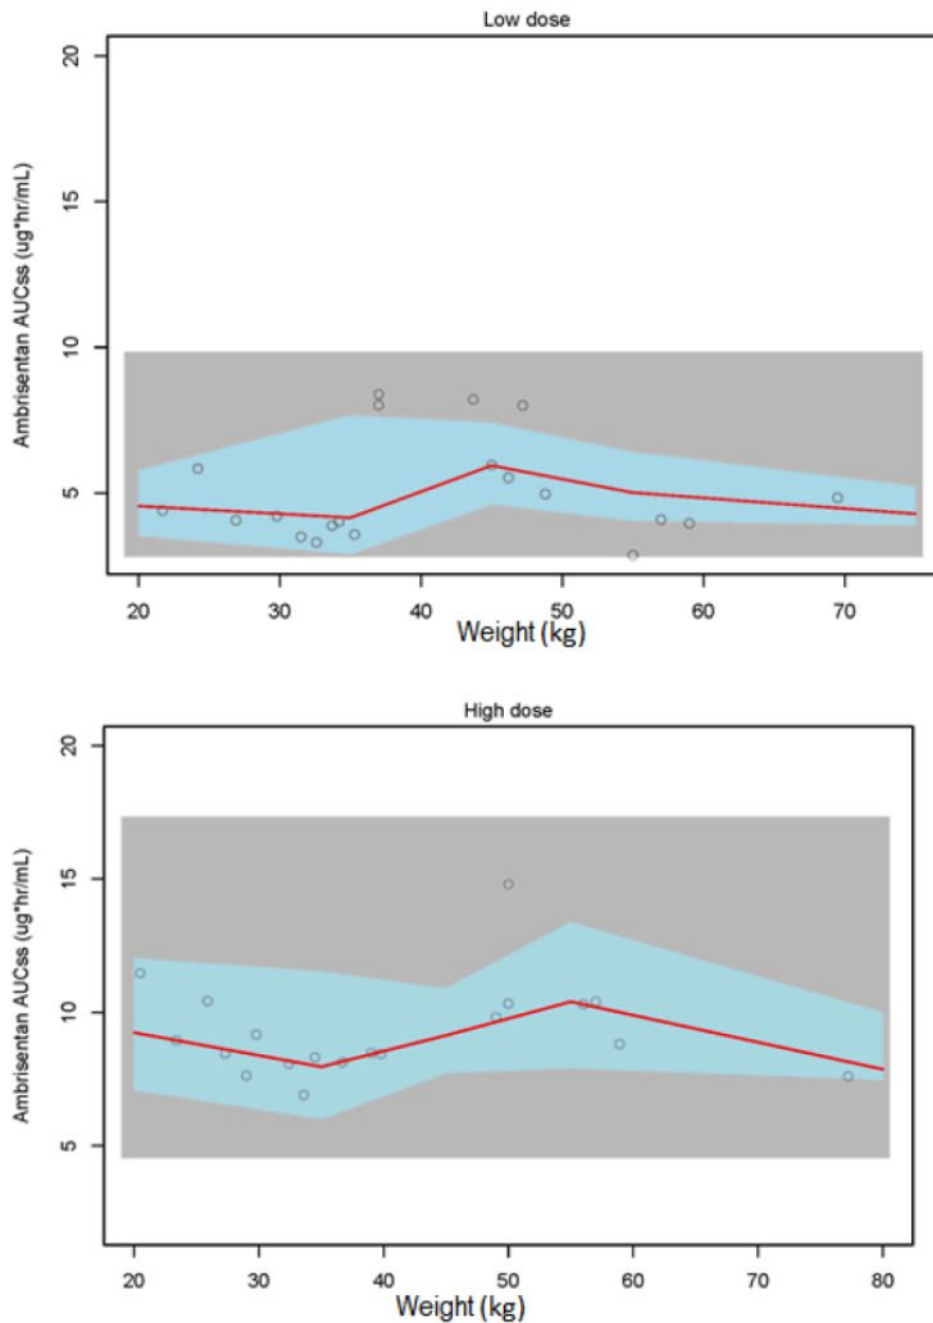 Low dose
Ambrisentan AUCss (ug*hr/mL)
20
15
10
5
20 30 40 50 60 70
Weight (kg)
High dose
Ambrisentan AUCss (ug*hr/mL)
20
15
10
5
20 30 40 50 60 70 80
Weight (kg)